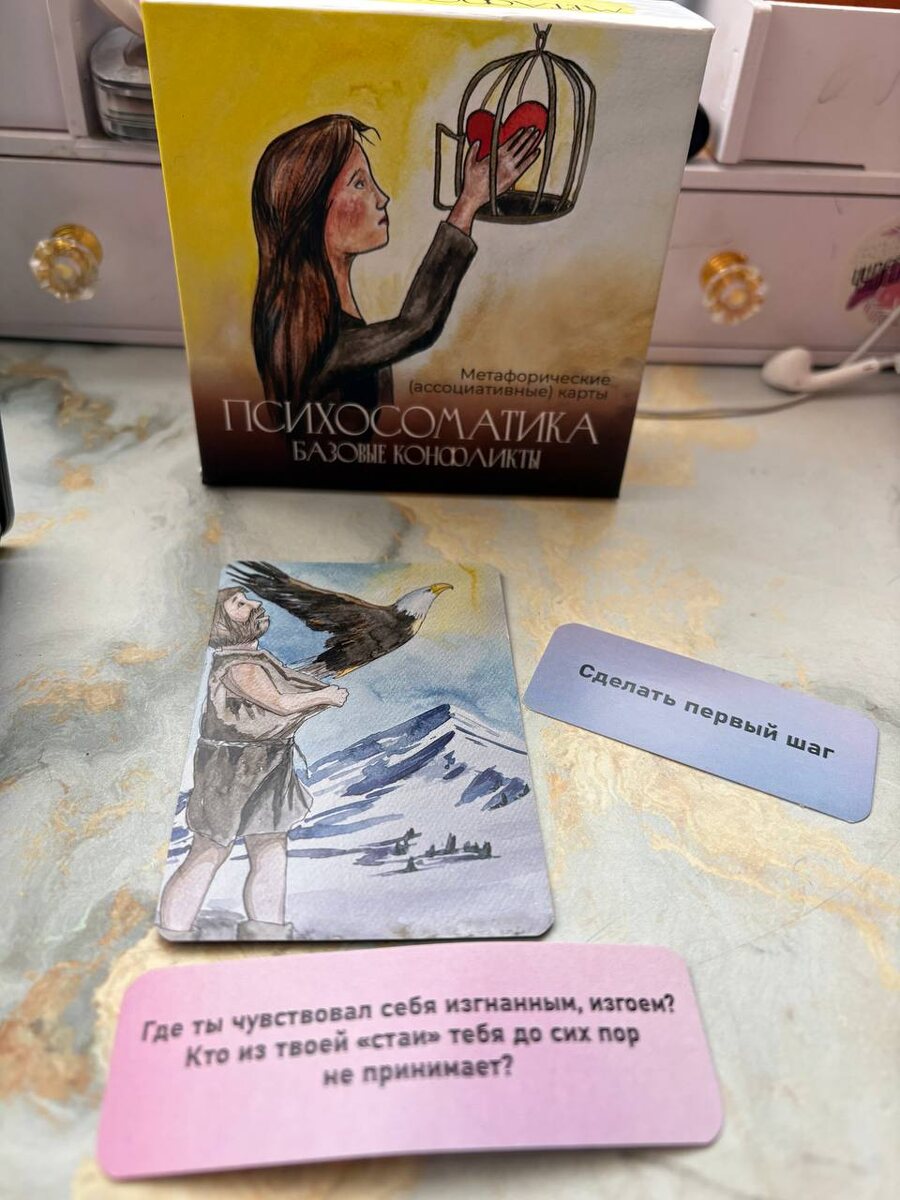 Метафорические
(ассоциативные) карты
ПСИХОСОМАТИКА
БАЗОВЫЕ КОНФЛИКТЫ
Сделать первый шаг
Где ты чувствовал себя изгнанным, изгоем?
Кто из твоей «стаи» тебя до сих пор
не принимает?